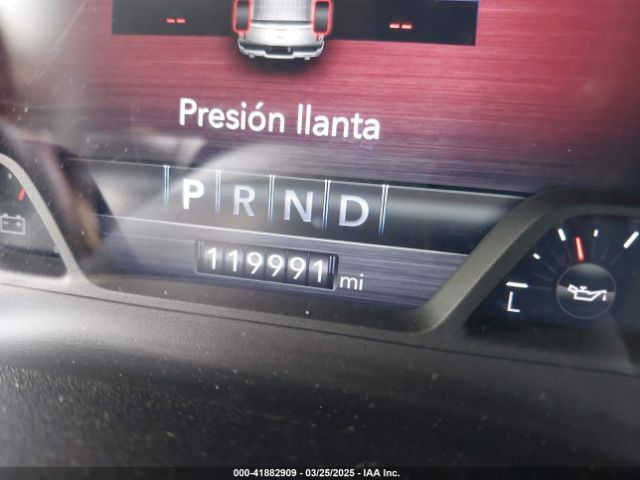 -- --
Presión llanta
P R N D
119991 mi
L
000-41882909 • 03/25/2025 • IAA Inc.